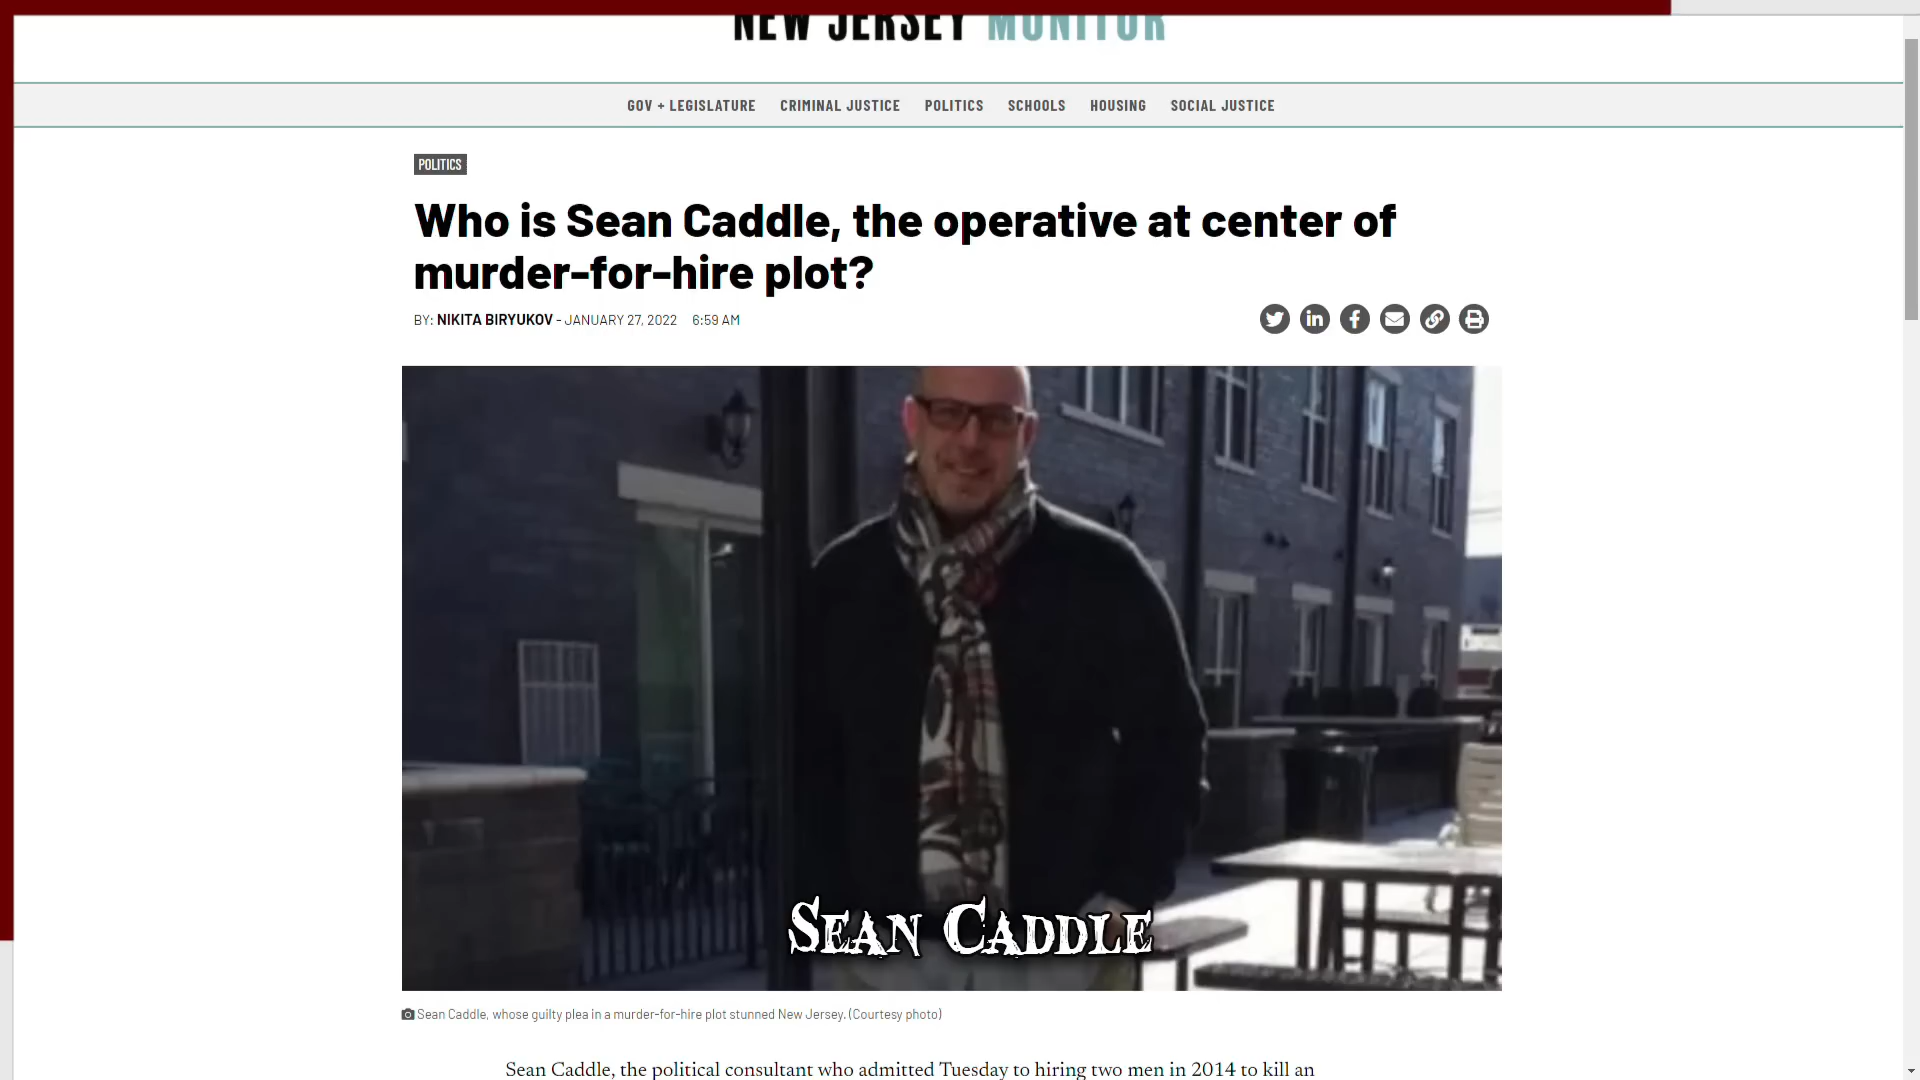 NEW JERSEY MONITOR
GOV + LEGISLATURE CRIMINAL JUSTICE POLITICS SCHOOLS HOUSING SOCIAL JUSTICE
POLITICS
Who is Sean Caddle, the operative at center of
murder-for-hire plot?
BY: NIKITA BIRYUKOV - JANUARY 27, 2022 6:59 AM
SEAN CADDLE
Sean Caddle, whose guilty plea in a murder-for-hire plot stunned New Jersey. (Courtesy photo)
Sean Caddle, the political consultant who admitted Tuesday to hiring two men in 2014 to kill an